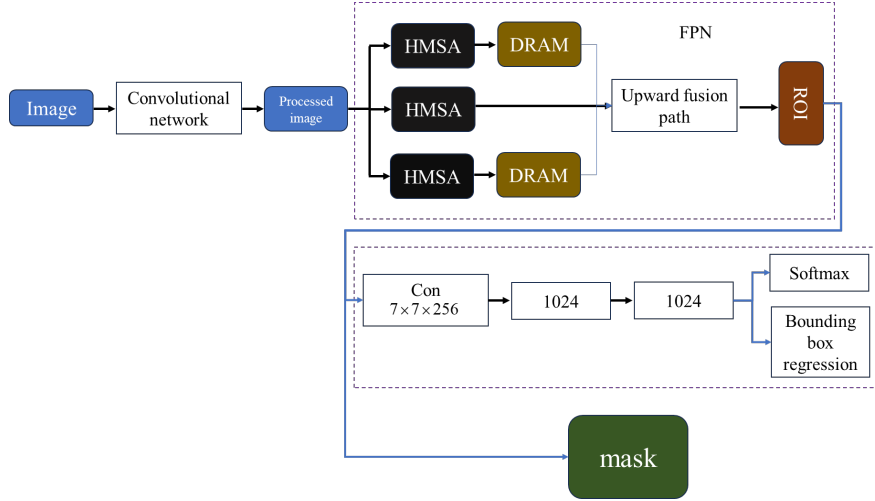 FPN
HMSA
DRAM
Image
Convolutional
network
Processed
image
HMSA
Upward fusion
path
ROI
HMSA
DRAM
Con
7×7×256
1024
1024
Softmax
Bounding
box
regression
mask